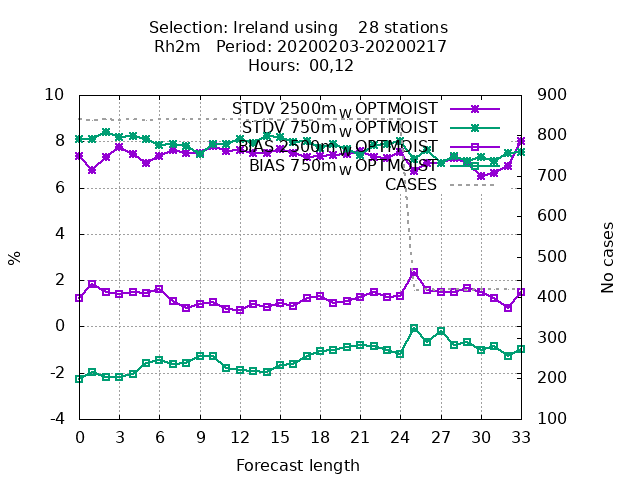 Selection: Ireland using 28 stations
Rh2m Period: 20200203-20200217
Hours: 00,12
10
8
6
4
2
0
-2
-4
%
STDV 2500m W OPTMOIST
STDV 750m W OPTMOIST
BIAS 2500m W OPTMOIST
BIAS 750m W OPTMOIST
CASES
900
800
700
600
500
400
300
200
100
No cases
0 3 6 9 12 15 18 21 24 27 30 33
Forecast length